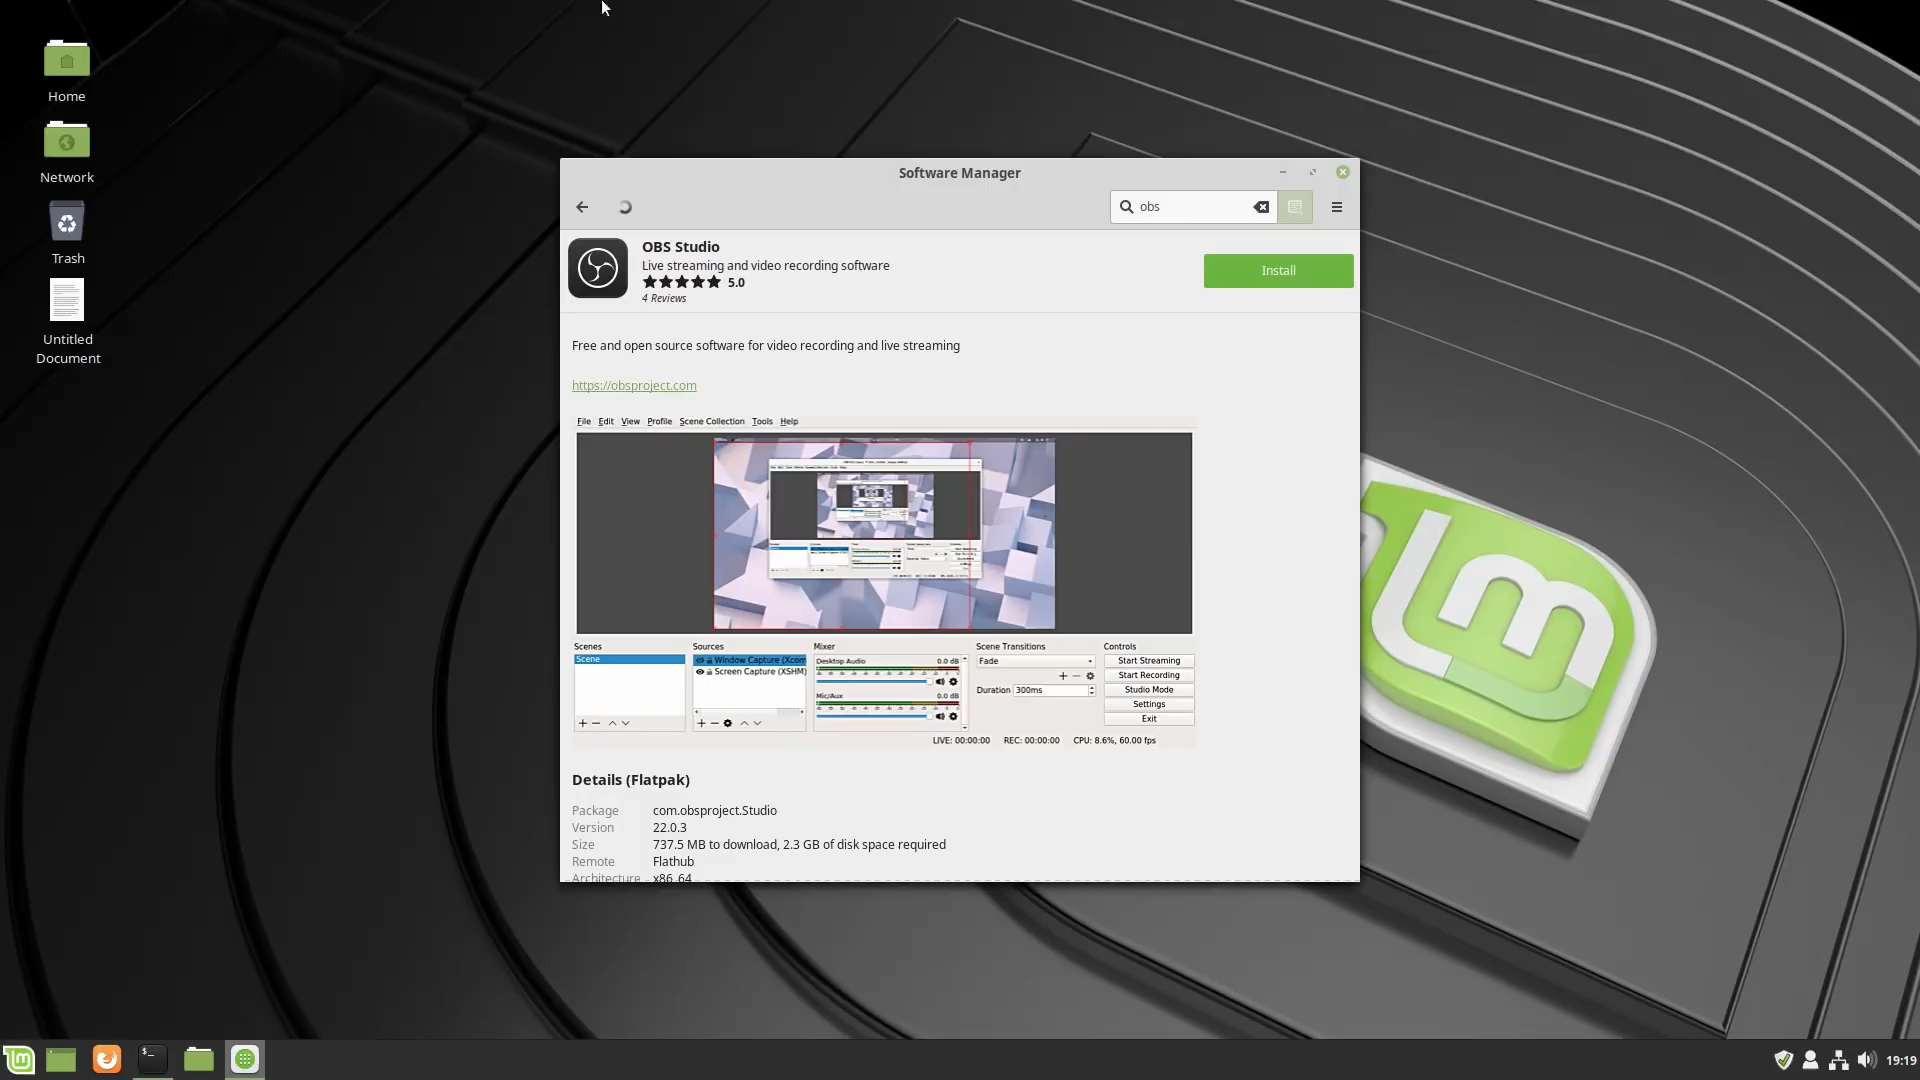 Home
Network
Trash
Untitled
Document
Software Manager
obs
OBS Studio
Live streaming and video recording software
5.0
4 Reviews
Install
Free and open source software for video recording and live streaming
https://obsproject.com
File Edit View Profile Scene Collection Tools Help
Scenes
Scene
Sources
Window Capture (Xcom
Screen Capture (XSHM)
Mixer
Desktop Audio 0.0 dB
Mic/Aux 0.0 dB
Scene Transitions
Fade
Duration 300ms
Controls
Start Streaming
Start Recording
Studio Mode
Settings
Exit
LIVE: 00:00:00 REC: 00:00:00 CPU: 8.6%, 60.00 fps
Details (Flatpak)
Package com.obsproject.Studio
Version 22.0.3
Size 737.5 MB to download, 2.3 GB of disk space required
Remote Flathub
Architecture x86_64
19:19